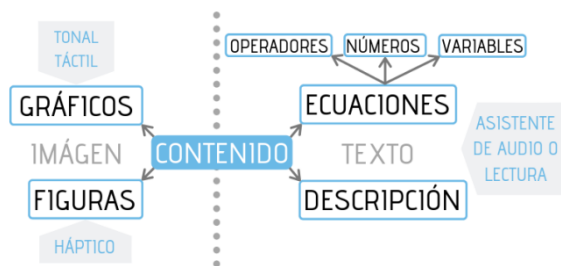 TONAL
TÁCTIL
OPERADORES NÚMEROS VARIABLES
GRÁFICOS
ECUACIONES
IMÁGEN
CONTENIDO
TEXTO
ASISTENTE
DE AUDIO O
LECTURA
FIGURAS
DESCRIPCIÓN
HÁPTICO